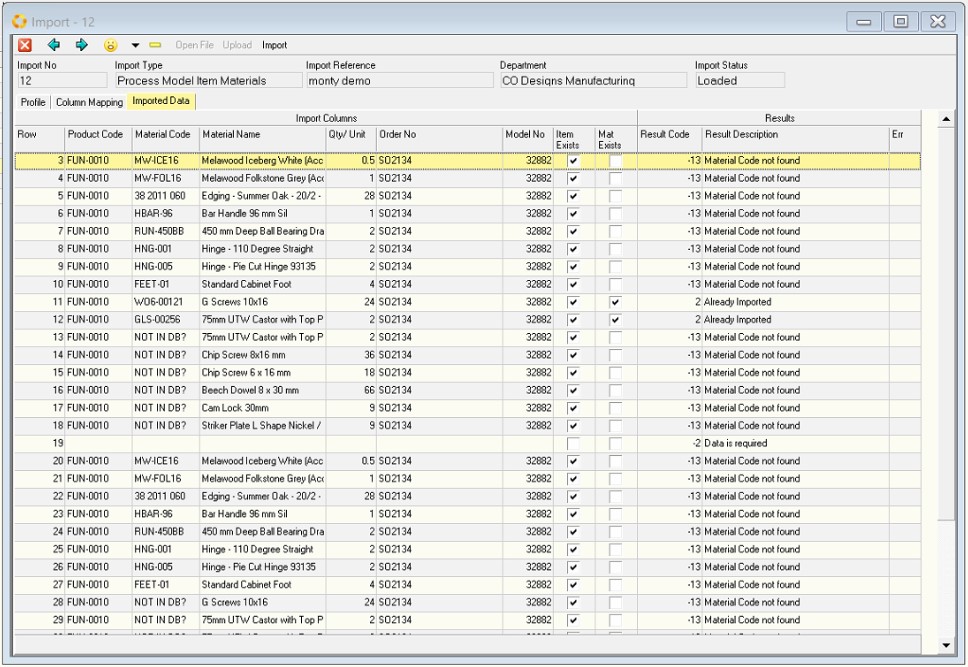 Import - 12
Open File Upload Import
Import No Import Type Import Reference Department Import Status
12 Process Model Item Materials monty demo CO Designs Manufacturing Loaded
Profile Column Mapping Imported Data
Import Columns Results
Row Product Code Material Code Material Name Qty/ Unit Order No Model No Item Exists Mat Exists Result Code Result Description Err
3 FUN-0010 MW-ICE16 Melawood Iceberg White (Acc 0.5 SO2134 32882 -13 Material Code not found
4 FUN-0010 MW-FOL16 Melawood Folkstone Grey (Acc 1 SO2134 32882 -13 Material Code not found
5 FUN-0010 38 2011 060 Edging - Summer Oak - 20/2 - 28 SO2134 32882 -13 Material Code not found
6 FUN-0010 HBAR-96 Bar Handle 96 mm Sil 1 SO2134 32882 -13 Material Code not found
7 FUN-0010 RUN-450BB 450 mm Deep Ball Bearing Dra 2 SO2134 32882 -13 Material Code not found
8 FUN-0010 HNG-001 Hinge - 110 Degree Straight 2 SO2134 32882 -13 Material Code not found
9 FUN-0010 HNG-005 Hinge - Pie Cut Hinge 93135 2 SO2134 32882 -13 Material Code not found
10 FUN-0010 FEET-01 Standard Cabinet Foot 4 SO2134 32882 -13 Material Code not found
11 FUN-0010 WO6-00121 G Screws 10x16 24 SO2134 32882 2 Already Imported
12 FUN-0010 GLS-00256 75mm UTW Castor with Top P 2 SO2134 32882 2 Already Imported
13 FUN-0010 NOT IN DB? 75mm UTW Castor with Top P 2 SO2134 32882 -13 Material Code not found
14 FUN-0010 NOT IN DB? Chip Screw 8x16 mm 36 SO2134 32882 -13 Material Code not found
15 FUN-0010 NOT IN DB? Chip Screw 6 x 16 mm 18 SO2134 32882 -13 Material Code not found
16 FUN-0010 NOT IN DB? Beech Dowel 8 x 30 mm 66 SO2134 32882 -13 Material Code not found
17 FUN-0010 NOT IN DB? Cam Lock 30mm 9 SO2134 32882 -13 Material Code not found
18 FUN-0010 NOT IN DB? Striker Plate L Shape Nickel / 9 SO2134 32882 -13 Material Code not found
19 -2 Data is required
20 FUN-0010 MW-ICE16 Melawood Iceberg White (Acc 0.5 SO2134 32882 -13 Material Code not found
21 FUN-0010 MW-FOL16 Melawood Folkstone Grey (Acc 1 SO2134 32882 -13 Material Code not found
22 FUN-0010 38 2011 060 Edging - Summer Oak - 20/2 - 28 SO2134 32882 -13 Material Code not found
23 FUN-0010 HBAR-96 Bar Handle 96 mm Sil 1 SO2134 32882 -13 Material Code not found
24 FUN-0010 RUN-450BB 450 mm Deep Ball Bearing Dra 2 SO2134 32882 -13 Material Code not found
25 FUN-0010 HNG-001 Hinge - 110 Degree Straight 2 SO2134 32882 -13 Material Code not found
26 FUN-0010 HNG-005 Hinge - Pie Cut Hinge 93135 2 SO2134 32882 -13 Material Code not found
27 FUN-0010 FEET-01 Standard Cabinet Foot 4 SO2134 32882 -13 Material Code not found
28 FUN-0010 NOT IN DB? G Screws 10x16 24 SO2134 32882 -13 Material Code not found
29 FUN-0010 NOT IN DB? 75mm UTW Castor with Top P 2 SO2134 32882 -13 Material Code not found